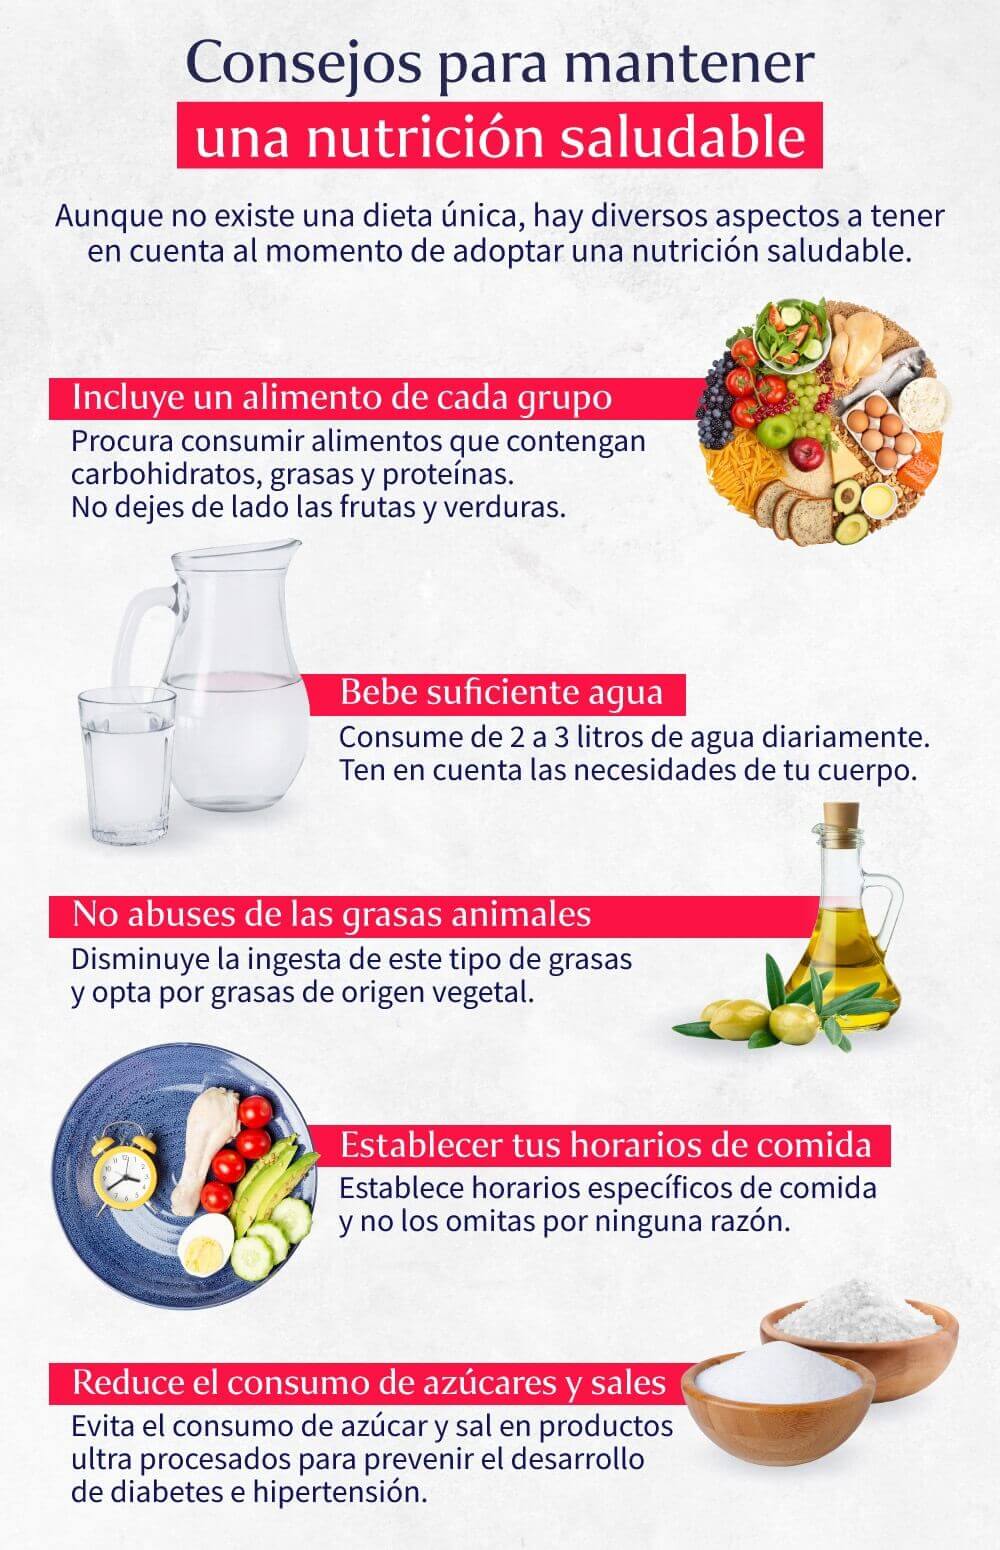 Consejos para mantener
una nutrición saludable
Aunque no existe una dieta única, hay diversos aspectos a tener
en cuenta al momento de adoptar una nutrición saludable.
Incluye un alimento de cada grupo
Procura consumir alimentos que contengan
carbohidratos, grasas y proteínas.
No dejes de lado las frutas y verduras.
Bebe suficiente agua
Consume de 2 a 3 litros de agua diariamente.
Ten en cuenta las necesidades de tu cuerpo.
No abuses de las grasas animales
Disminuye la ingesta de este tipo de grasas
y opta por grasas de origen vegetal.
Establecer tus horarios de comida
Establece horarios específicos de comida
y no los omitas por ninguna razón.
Reduce el consumo de azúcares y sales
Evita el consumo de azúcar y sal en productos
ultra procesados para prevenir el desarrollo
de diabetes e hipertensión.